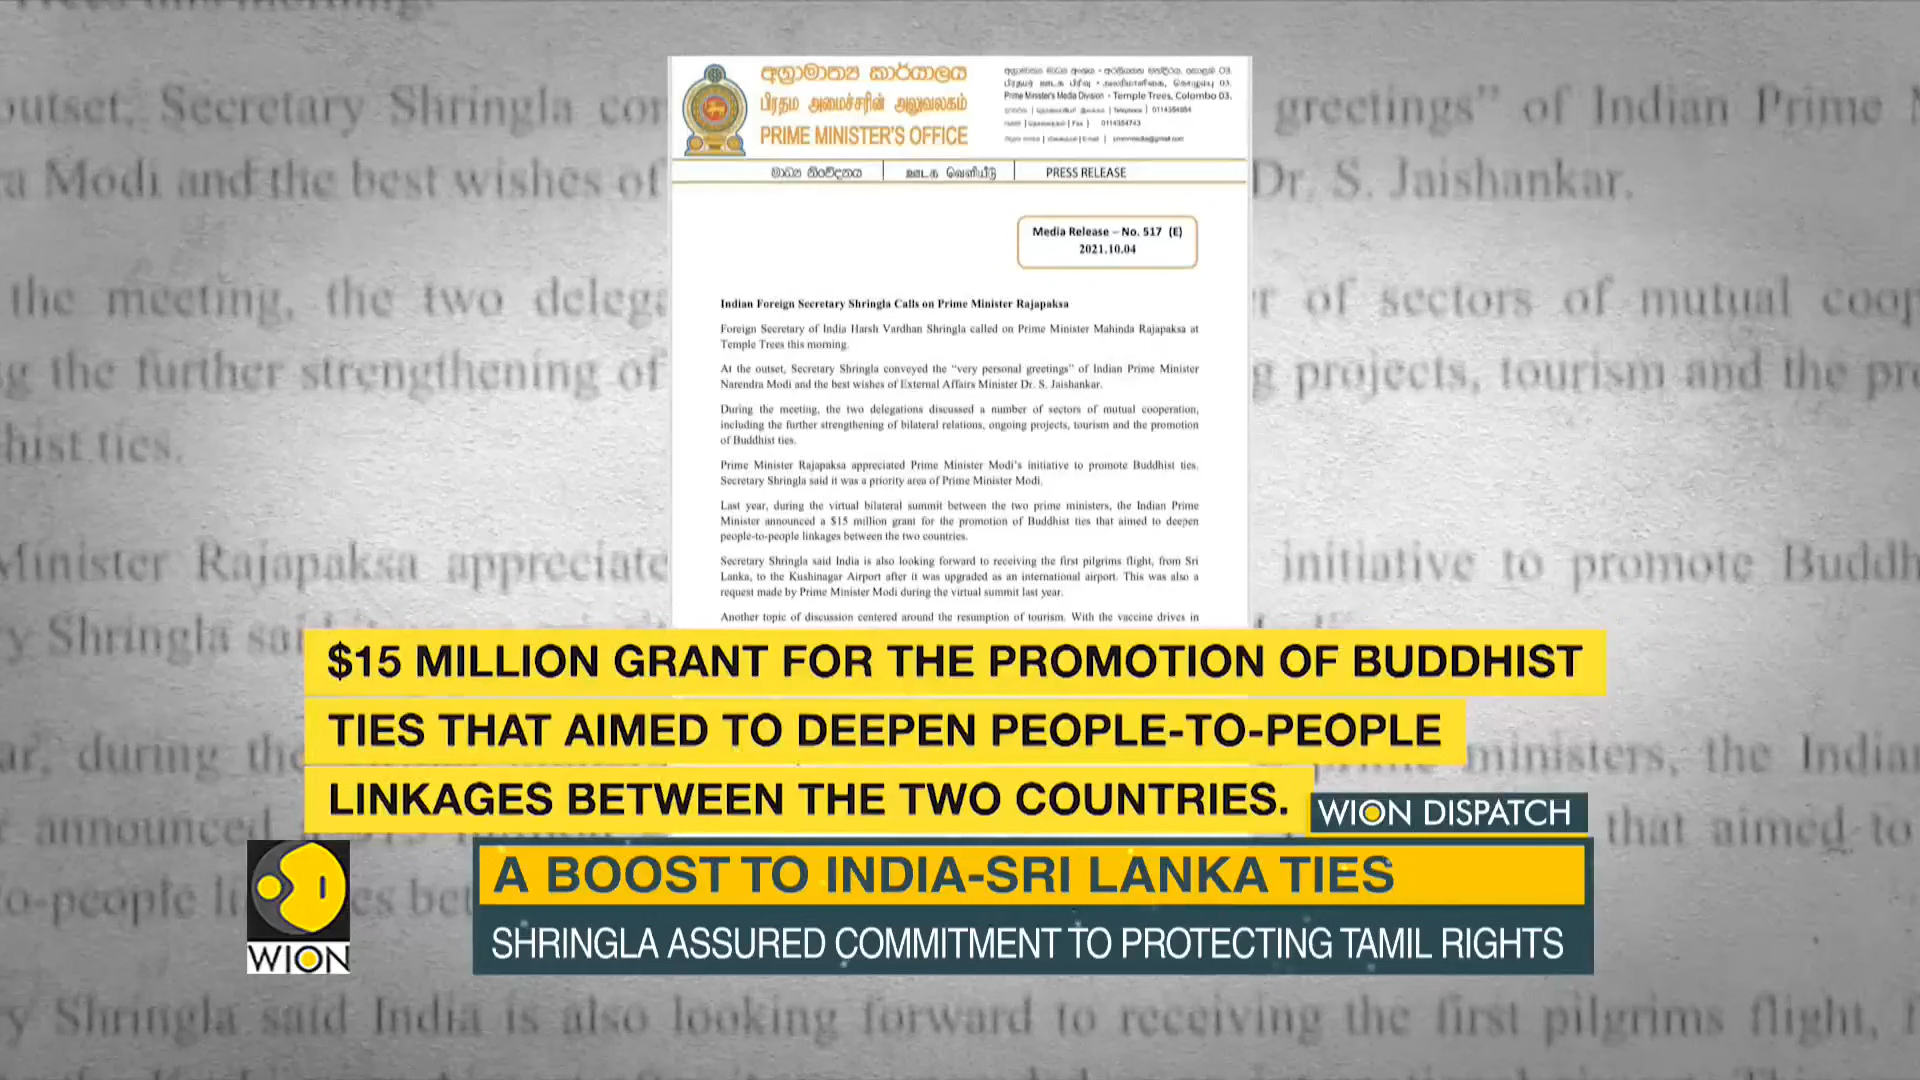 අග්‍රාමාත්‍ය කාර්යාලය
பிரதம அமைச்சரின் அலுவலகம்
PRIME MINISTER'S OFFICE
Prime Minister's Media Division - Temple Trees, Colombo 03.
මාධ්‍ය නිවේදනය | ஊடக வெளியீடு | PRESS RELEASE
Media Release – No. 517 (E)
2021.10.04
Indian Foreign Secretary Shringla Calls on Prime Minister Rajapaksa
Foreign Secretary of India Harsh Vardhan Shringla called on Prime Minister Mahinda Rajapaksa at
Temple Trees this morning.
At the outset, Secretary Shringla conveyed the “very personal greetings” of Indian Prime Minister
Narendra Modi and the best wishes of External Affairs Minister Dr. S. Jaishankar.
During the meeting, the two delegations discussed a number of sectors of mutual cooperation,
including the further strengthening of bilateral relations, ongoing projects, tourism and the promotion
of Buddhist ties.
Prime Minister Rajapaksa appreciated Prime Minister Modi's initiative to promote Buddhist ties.
Secretary Shringla said it was a priority area of Prime Minister Modi.
Last year, during the virtual bilateral summit between the two prime ministers, the Indian Prime
Minister announced a $15 million grant for the promotion of Buddhist ties that aimed to deepen
people-to-people linkages between the two countries.
Secretary Shringla said India is also looking forward to receiving the first pilgrims flight, from Sri
Lanka, to the Kushinagar Airport after it was upgraded as an international airport. This was also a
request made by Prime Minister Modi during the virtual summit last year.
Another topic of discussion centered around the resumption of tourism. With the vaccine drives in
$15 MILLION GRANT FOR THE PROMOTION OF BUDDHIST
TIES THAT AIMED TO DEEPEN PEOPLE-TO-PEOPLE
LINKAGES BETWEEN THE TWO COUNTRIES.
WION DISPATCH
A BOOST TO INDIA-SRI LANKA TIES
SHRINGLA ASSURED COMMITMENT TO PROTECTING TAMIL RIGHTS
WION